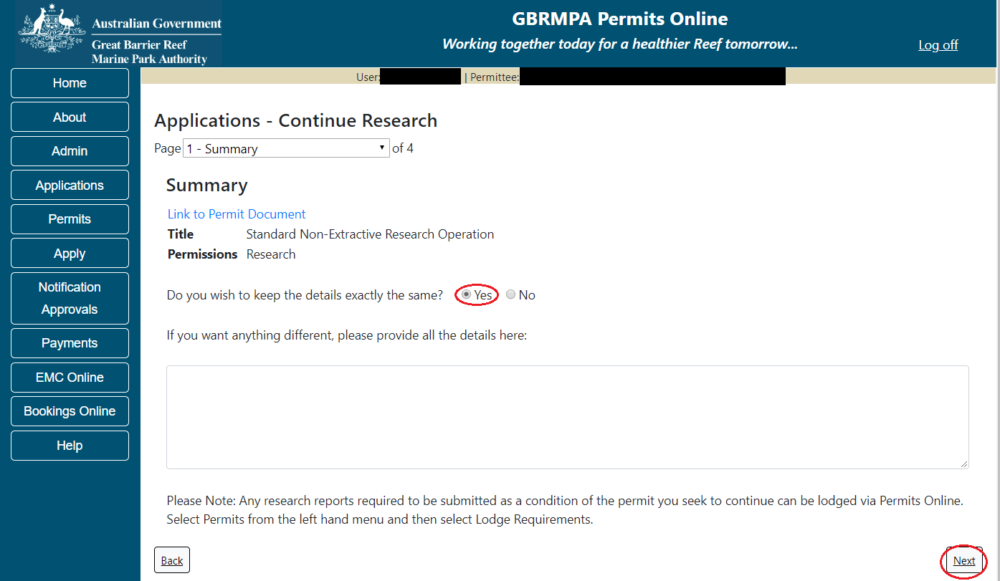 Australian Government
Great Barrier Reef
Marine Park Authority
GBRMPA Permits Online
Working together today for a healthier Reef tomorrow...
Log off
Home
About
Admin
Applications
Permits
Apply
Notification
Approvals
Payments
EMC Online
Bookings Online
Help
User: | Permittee:
Applications - Continue Research
Page 1 - Summary of 4
Summary
Link to Permit Document
Title Standard Non-Extractive Research Operation
Permissions Research
Do you wish to keep the details exactly the same? Yes No
If you want anything different, please provide all the details here:
Please Note: Any research reports required to be submitted as a condition of the permit you seek to continue can be lodged via Permits Online.
Select Permits from the left hand menu and then select Lodge Requirements.
Back
Next